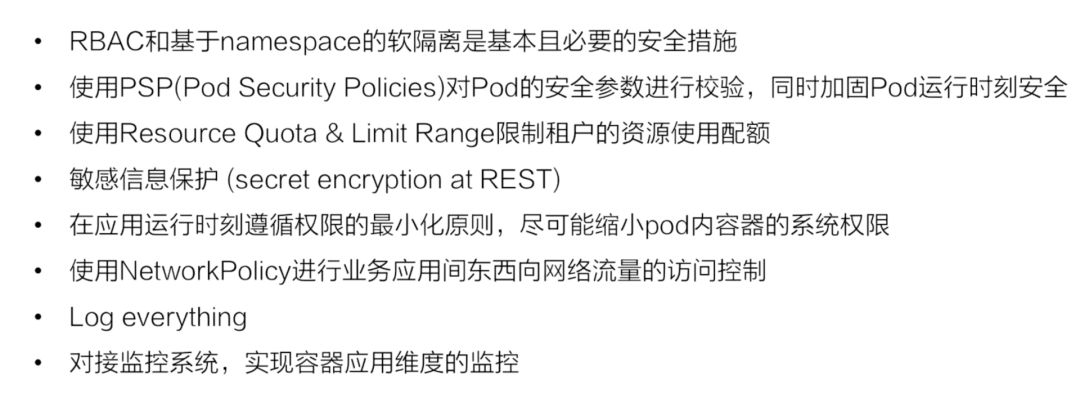 • RBAC和基于namespace的软隔离是基本且必要的安全措施
• 使用PSP(Pod Security Policies)对Pod的安全参数进行校验，同时加固Pod运行时刻安全
• 使用Resource Quota & Limit Range限制租户的资源使用配额
• 敏感信息保护 (secret encryption at REST)
• 在应用运行时刻遵循权限的最小化原则，尽可能缩小pod内容器的系统权限
• 使用NetworkPolicy进行业务应用间东西向网络流量的访问控制
• Log everything
• 对接监控系统，实现容器应用维度的监控